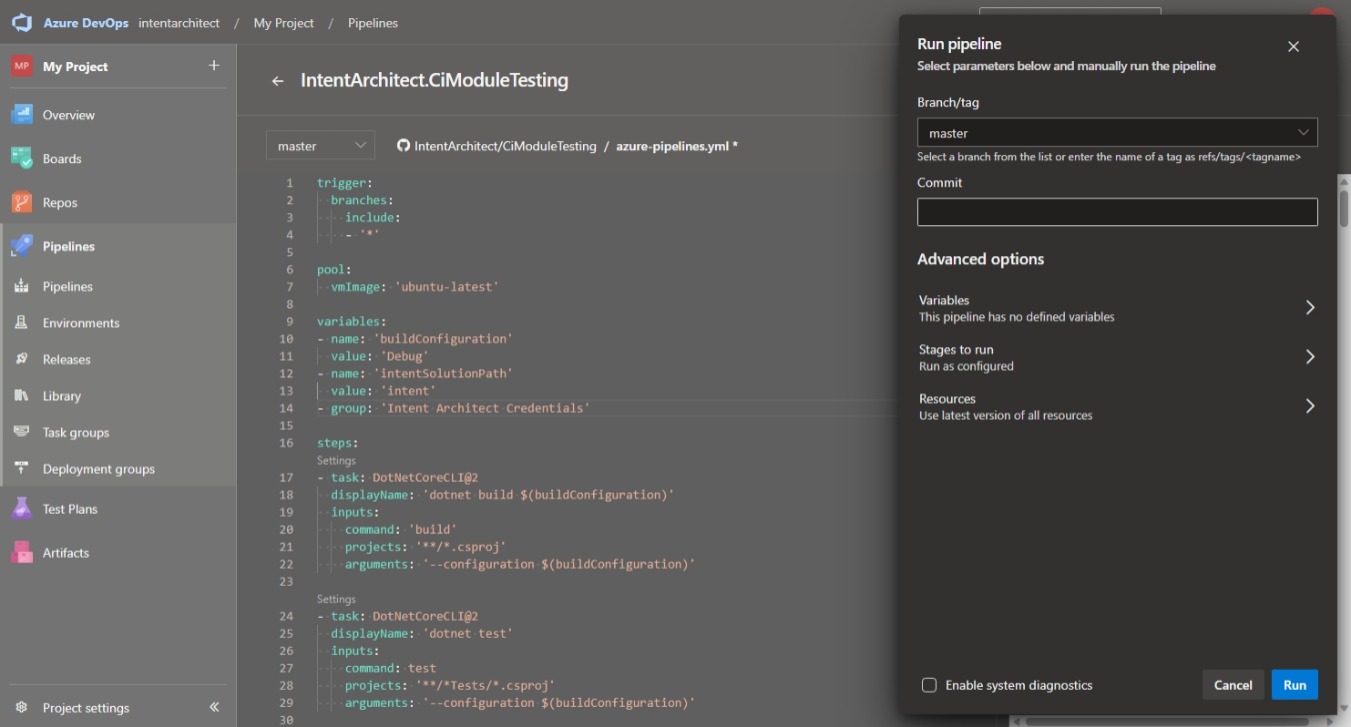 Azure DevOps intentarchitect / My Project / Pipelines
MP My Project +
Overview
Boards
Repos
Pipelines
Pipelines
Environments
Releases
Library
Task groups
Deployment groups
Test Plans
Artifacts
Project settings
← IntentArchitect.CiModuleTesting
master IntentArchitect/CiModuleTesting / azure-pipelines.yml *
1 trigger:
2 branches:
3 include:
4 - '*'
5
6 pool:
7 vmImage: 'ubuntu-latest'
8
9 variables:
10 - name: 'buildConfiguration'
11 value: 'Debug'
12 - name: 'intentSolutionPath'
13 value: 'intent'
14 - group: 'Intent Architect Credentials'
15
16 steps:
Settings
17 - task: DotNetCoreCLI@2
18 displayName: 'dotnet build $(buildConfiguration)'
19 inputs:
20 command: 'build'
21 projects: '**/*.csproj'
22 arguments: '--configuration $(buildConfiguration)'
23
Settings
24 - task: DotNetCoreCLI@2
25 displayName: 'dotnet test'
26 inputs:
27 command: test
28 projects: '**/*Tests/*.csproj'
29 arguments: '--configuration $(buildConfiguration)'
30
Run pipeline
Select parameters below and manually run the pipeline
Branch/tag
master
Select a branch from the list or enter the name of a tag as refs/tags/<tagname>
Commit
Advanced options
Variables
This pipeline has no defined variables
Stages to run
Run as configured
Resources
Use latest version of all resources
Enable system diagnostics
Cancel Run